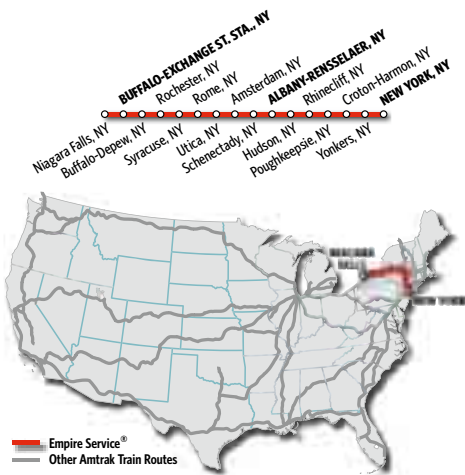 BUFFALO-EXCHANGE ST. STA., NY
Rochester, NY
Rome, NY
Amsterdam, NY
ALBANY-RENSSELAER, NY
Rhinecliff, NY
Croton-Harmon, NY
NEW YORK, NY
Niagara Falls, NY
Buffalo-Depew, NY
Syracuse, NY
Utica, NY
Schenectady, NY
Hudson, NY
Poughkeepsie, NY
Yonkers, NY
NIAGARA
FALLS
NEW YORK
Empire Service®
Other Amtrak Train Routes